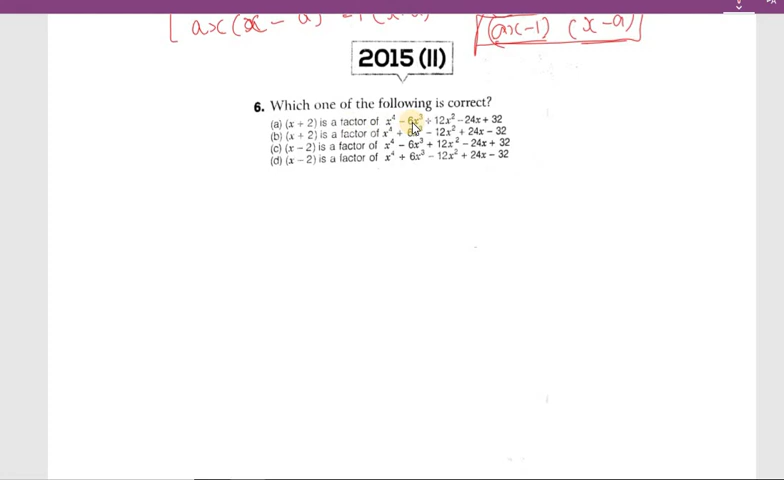 (ax-1) (x-a)
2015 (II)
6. Which one of the following is correct?
(a) (x + 2) is a factor of x⁴ - 6x³ + 12x² - 24x + 32
(b) (x + 2) is a factor of x⁴ + 6x³ - 12x² + 24x - 32
(c) (x - 2) is a factor of x⁴ - 6x³ + 12x² - 24x + 32
(d) (x - 2) is a factor of x⁴ + 6x³ - 12x² + 24x - 32